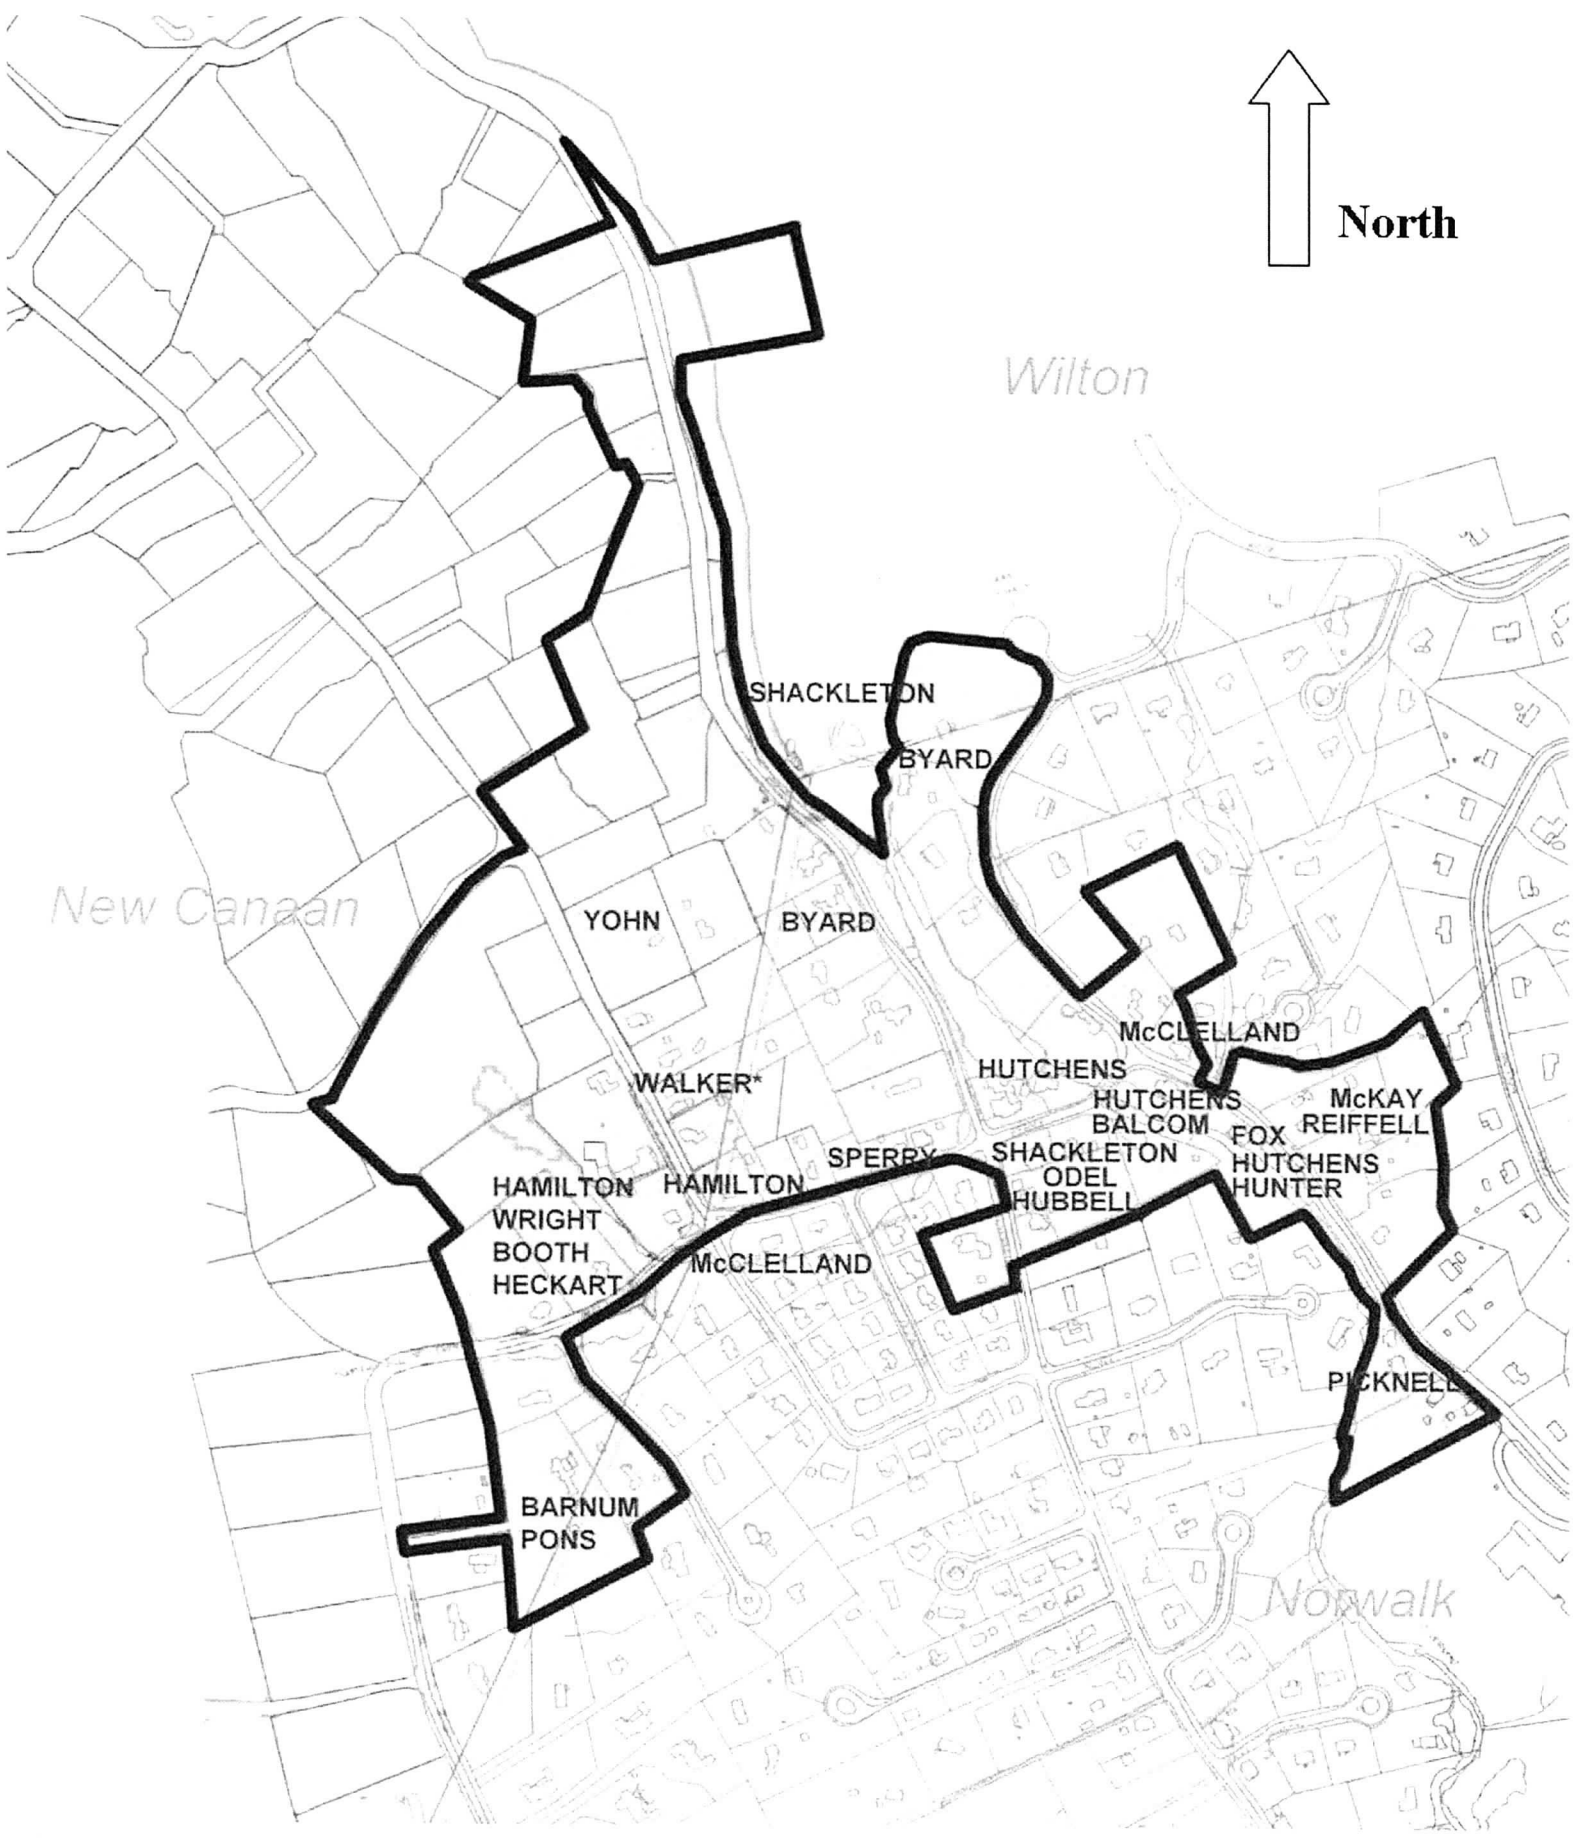 North
Wilton
SHACKLETON
BYARD
New Canaan
YOHN
BYARD
McCLELLAND
HUTCHENS
WALKER*
HUTCHENS
BALCOM
McKAY
REIFFELL
FOX
HUTCHENS
HUNTER
SHACKLETON
ODEL
HUBBELL
SPERRY
HAMILTON
HAMILTON
WRIGHT
BOOTH
HECKART
McCLELLAND
PICKNELL
BARNUM
PONS
Norwalk